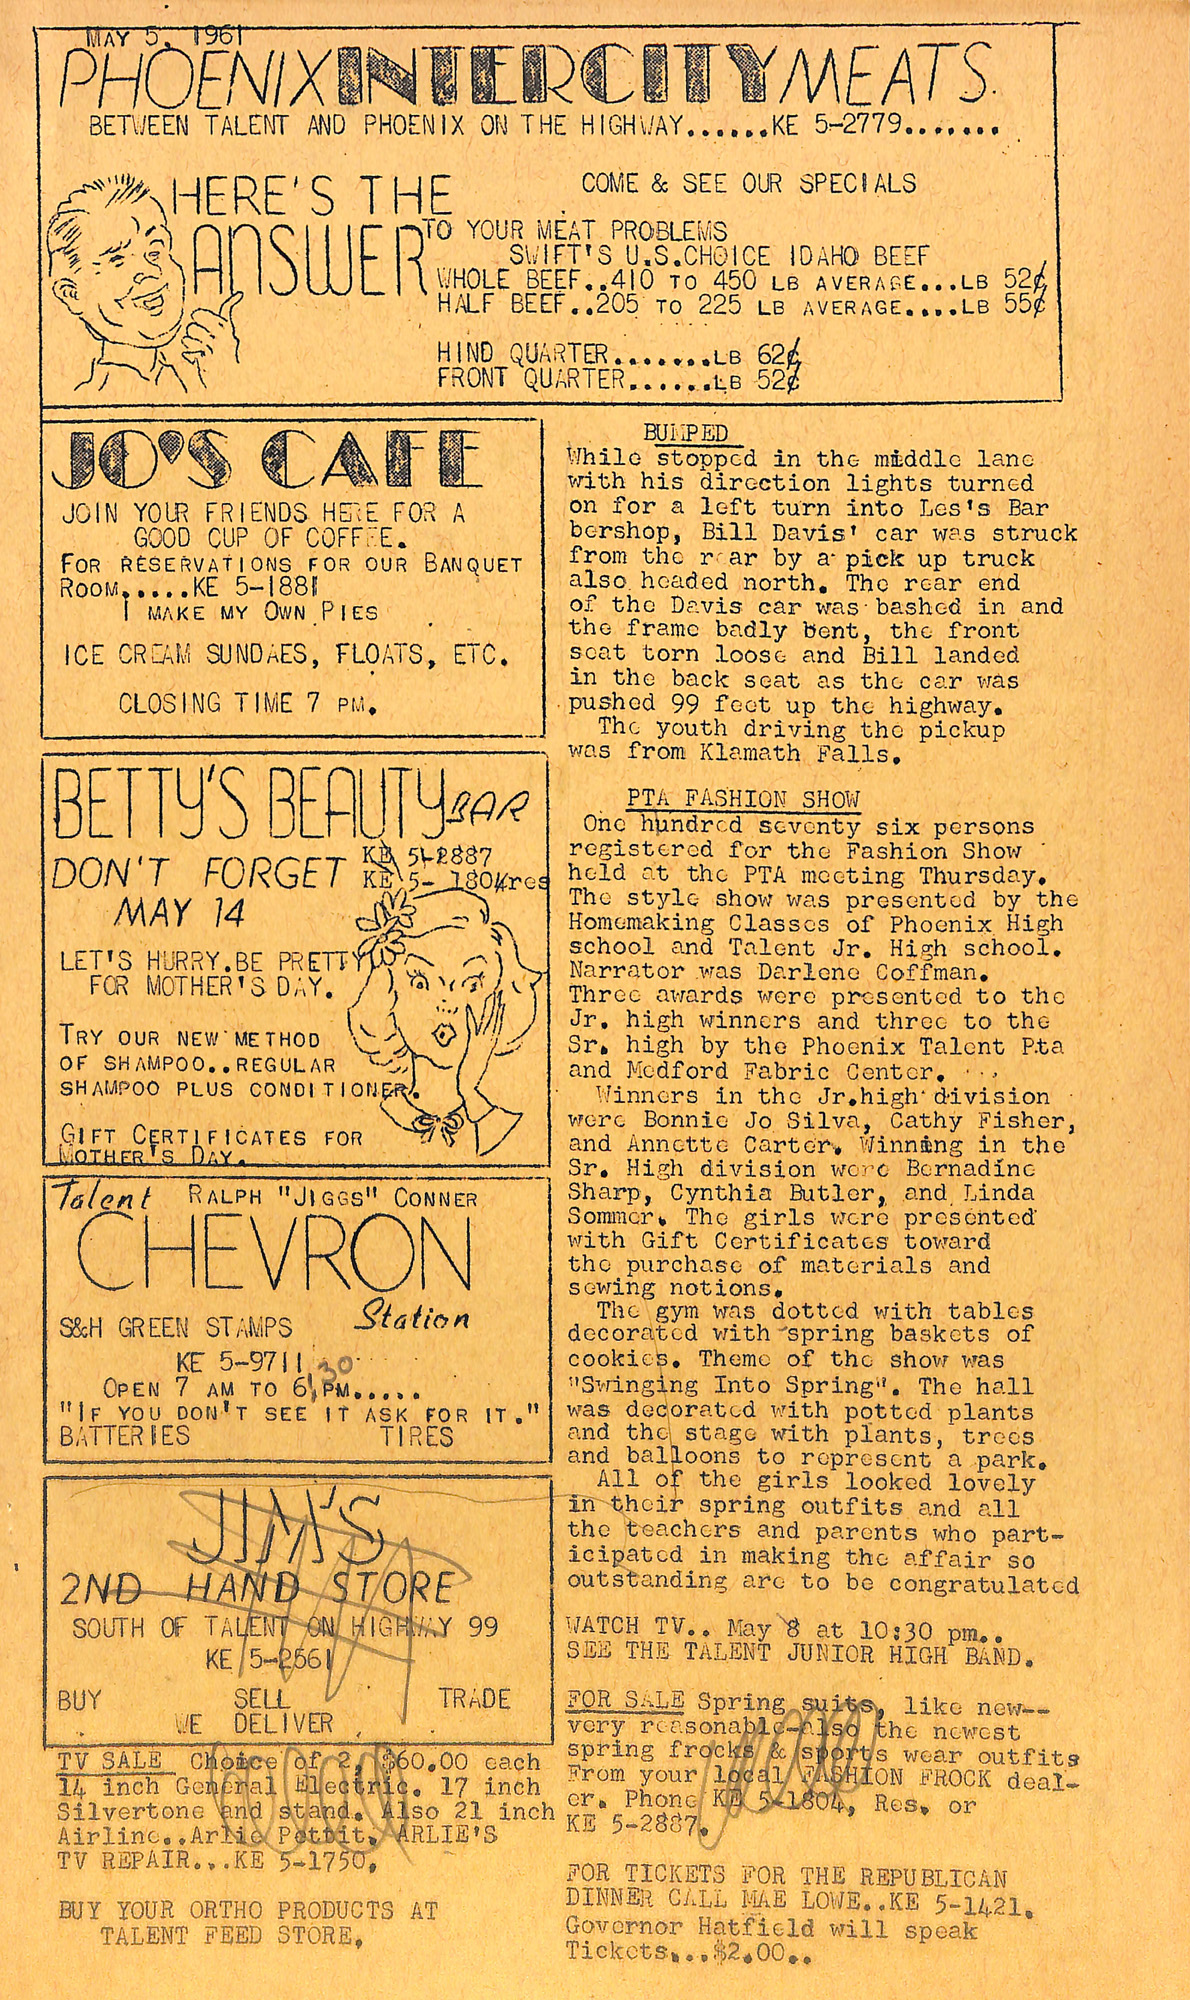 MAY 5, 1961
PHOENIX INTERCITY MEATS.
BETWEEN TALENT AND PHOENIX ON THE HIGHWAY......KE 5-2779.......
HERE'S THE
ANSWER
COME & SEE OUR SPECIALS
TO YOUR MEAT PROBLEMS
SWIFT'S U.S.CHOICE IDAHO BEEF
WHOLE BEEF..410 TO 450 LB AVERAGE...LB 52¢
HALF BEEF..205 TO 225 LB AVERAGE....LB 55¢
HIND QUARTER.......LB 62¢
FRONT QUARTER......LB 52¢
JO'S CAFE
JOIN YOUR FRIENDS HERE FOR A
GOOD CUP OF COFFEE.
FOR RESERVATIONS FOR OUR BANQUET
ROOM.....KE 5-1881
I MAKE MY OWN PIES
ICE CREAM SUNDAES, FLOATS, ETC.
CLOSING TIME 7 PM.
BETTY'S BEAUTY BAR
KE 5-2887
DON'T FORGET
KE 5- 1804res
MAY 14
LET'S HURRY.BE PRETTY
FOR MOTHER'S DAY.
TRY OUR NEW METHOD
OF SHAMPOO..REGULAR
SHAMPOO PLUS CONDITIONER.
GIFT CERTIFICATES FOR
MOTHER'S DAY.
Talent RALPH "JIGGS" CONNER
CHEVRON
Station
S&H GREEN STAMPS
KE 5-9711
OPEN 7 AM TO 6:30 PM.....
"IF YOU DON'T SEE IT ASK FOR IT."
BATTERIES TIRES
JIM'S
2ND HAND STORE
SOUTH OF TALENT ON HIGHWAY 99
KE 5-2561
BUY SELL TRADE
WE DELIVER
TV SALE Choice of 2, $60.00 each
14 inch General Electric. 17 inch
Silvertone and stand. Also 21 inch
Airline..Arlie Pettit, ARLIE'S
TV REPAIR...KE 5-1750,
BUY YOUR ORTHO PRODUCTS AT
TALENT FEED STORE,
BUMPED
While stopped in the middle lane
with his direction lights turned
on for a left turn into Les's Bar
bershop, Bill Davis' car was struck
from the rear by a pick up truck
also headed north. The rear end
of the Davis car was bashed in and
the frame badly bent, the front
seat torn loose and Bill landed
in the back seat as the car was
pushed 99 feet up the highway.
The youth driving the pickup
was from Klamath Falls.
PTA FASHION SHOW
One hundred seventy six persons
registered for the Fashion Show
held at the PTA meeting Thursday.
The style show was presented by the
Homemaking Classes of Phoenix High
school and Talent Jr. High school.
Narrator was Darlene Coffman.
Three awards were presented to the
Jr. high winners and three to the
Sr. high by the Phoenix Talent Pta
and Medford Fabric Center.
Winners in the Jr.high division
were Bonnie Jo Silva, Cathy Fisher,
and Annette Carter. Winning in the
Sr. High division were Bernadine
Sharp, Cynthia Butler, and Linda
Sommer. The girls were presented
with Gift Certificates toward
the purchase of materials and
sewing notions.
The gym was dotted with tables
decorated with spring baskets of
cookies. Theme of the show was
"Swinging Into Spring". The hall
was decorated with potted plants
and the stage with plants, trees
and balloons to represent a park.
All of the girls looked lovely
in their spring outfits and all
the teachers and parents who part-
icipated in making the affair so
outstanding are to be congratulated
WATCH TV.. May 8 at 10:30 pm..
SEE THE TALENT JUNIOR HIGH BAND.
FOR SALE Spring suits, like new--
very reasonable-also the newest
spring frocks & sports wear outfits
From your local FASHION FROCK deal-
er. Phone KE 5-1804, Res. or
KE 5-2887.
FOR TICKETS FOR THE REPUBLICAN
DINNER CALL MAE LOWE..KE 5-1421.
Governor Hatfield will speak
Tickets...$2.00..